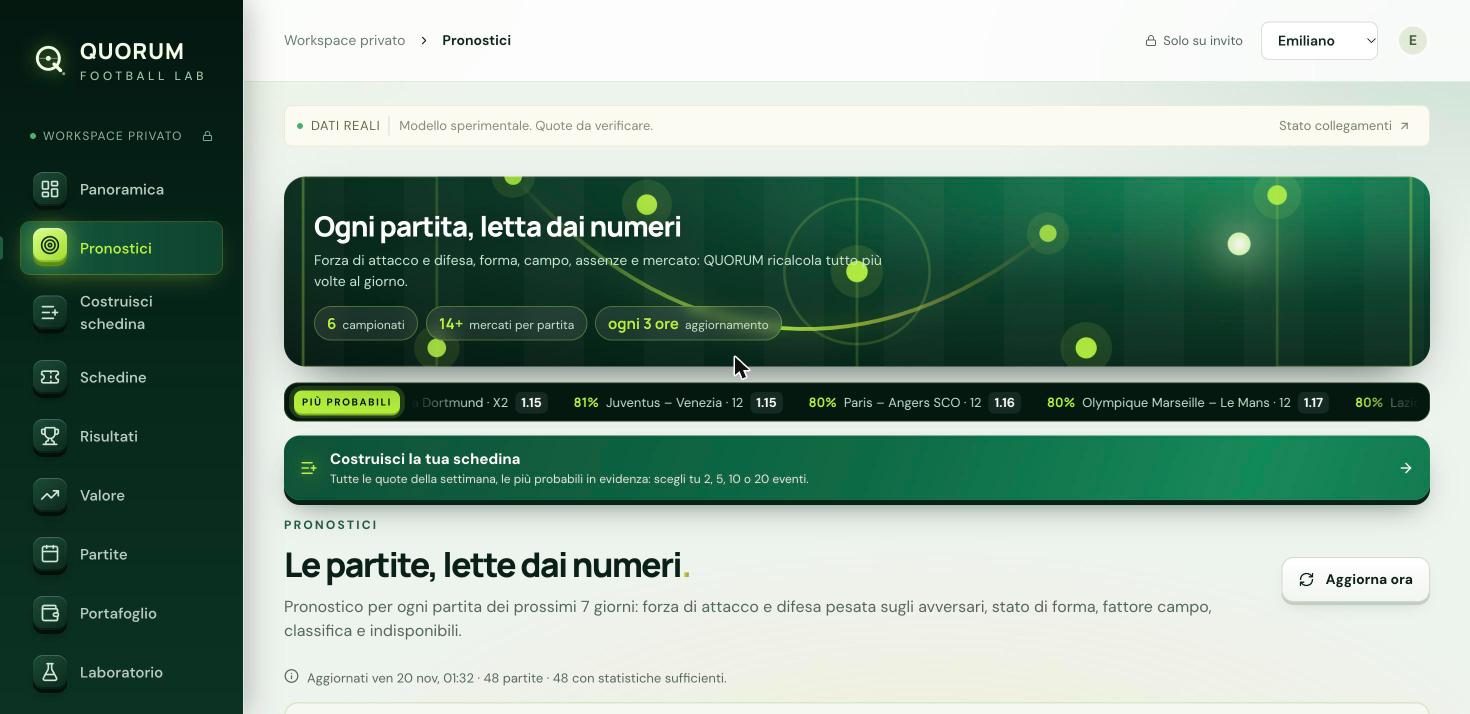 QUORUM
FOOTBALL LAB
WORKSPACE PRIVATO
Panoramica
Pronostici
Costruisci
schedina
Schedine
Risultati
Valore
Partite
Portafoglio
Laboratorio
Workspace privato > Pronostici
Solo su invito
Emiliano
E
DATI REALI
Modello sperimentale. Quote da verificare.
Stato collegamenti
Ogni partita, letta dai numeri
Forza di attacco e difesa, forma, campo, assenze e mercato: QUORUM ricalcola tutto più
volte al giorno.
6 campionati
14+ mercati per partita
ogni 3 ore aggiornamento
PIÙ PROBABILI
Dortmund · X2 1.15
81% Juventus – Venezia · 12 1.15
80% Paris – Angers SCO · 12 1.16
80% Olympique Marseille – Le Mans · 12 1.17
80%
Costruisci la tua schedina
Tutte le quote della settimana, le più probabili in evidenza: scegli tu 2, 5, 10 o 20 eventi.
PRONOSTICI
Le partite, lette dai numeri.
Aggiorna ora
Pronostico per ogni partita dei prossimi 7 giorni: forza di attacco e difesa pesata sugli avversari, stato di forma, fattore campo,
classifica e indisponibili.
Aggiornati ven 20 nov, 01:32 · 48 partite · 48 con statistiche sufficienti.